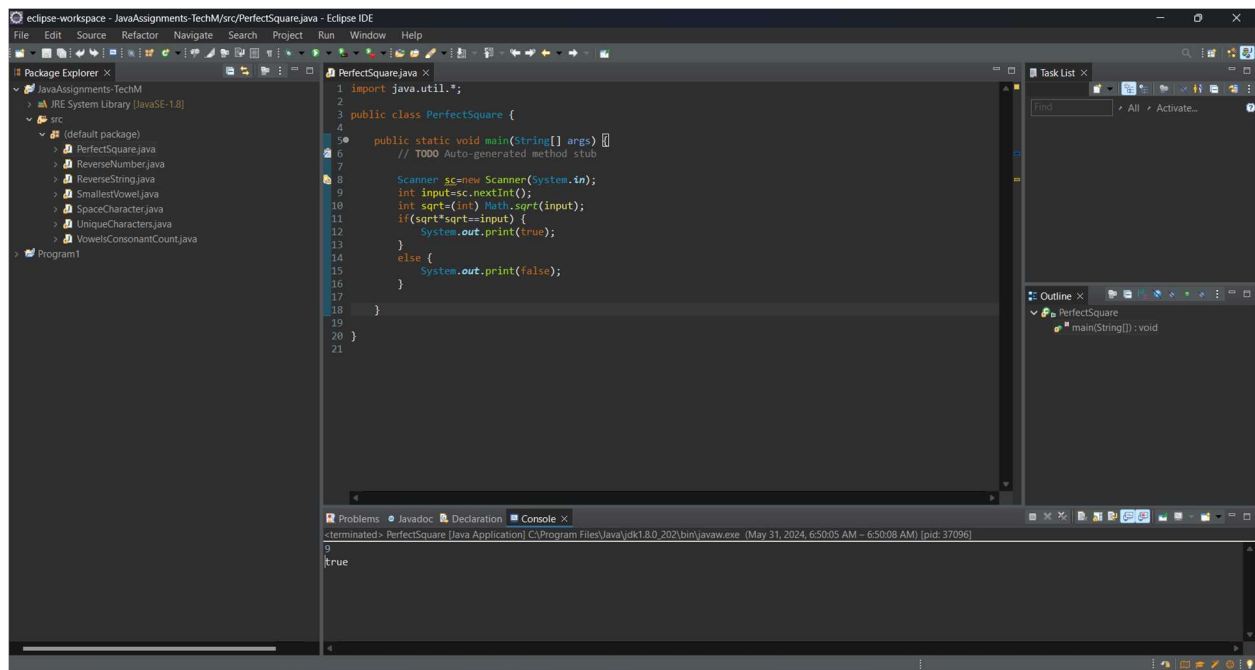 eclipse-workspace - JavaAssignments-TechM/src/PerfectSquare.java - Eclipse IDE
File Edit Source Refactor Navigate Search Project Run Window Help
Package Explorer
JavaAssignments-TechM
JRE System Library [JavaSE-1.8]
src
(default package)
PerfectSquare.java
ReverseNumber.java
ReverseString.java
SmallestVowel.java
SpaceCharacter.java
UniqueCharacters.java
VowelsConsonantCount.java
Program1
PerfectSquare.java
1 import java.util.*;
2
3 public class PerfectSquare {
4
5 public static void main(String[] args) {
6 // TODO Auto-generated method stub
7
8 Scanner sc=new Scanner(System.in);
9 int input=sc.nextInt();
10 int sqrt=(int) Math.sqrt(input);
11 if(sqrt*sqrt==input) {
12 System.out.print(true);
13 }
14 else {
15 System.out.print(false);
16 }
17
18 }
19
20 }
21
Task List
Find All Activate...
Outline
PerfectSquare
main(String[]) : void
Problems Javadoc Declaration Console
<terminated> PerfectSquare [Java Application] C:\Program Files\Java\jdk1.8.0_202\bin\javaw.exe (May 31, 2024, 6:50:05 AM – 6:50:08 AM) [pid: 37096]
9
true